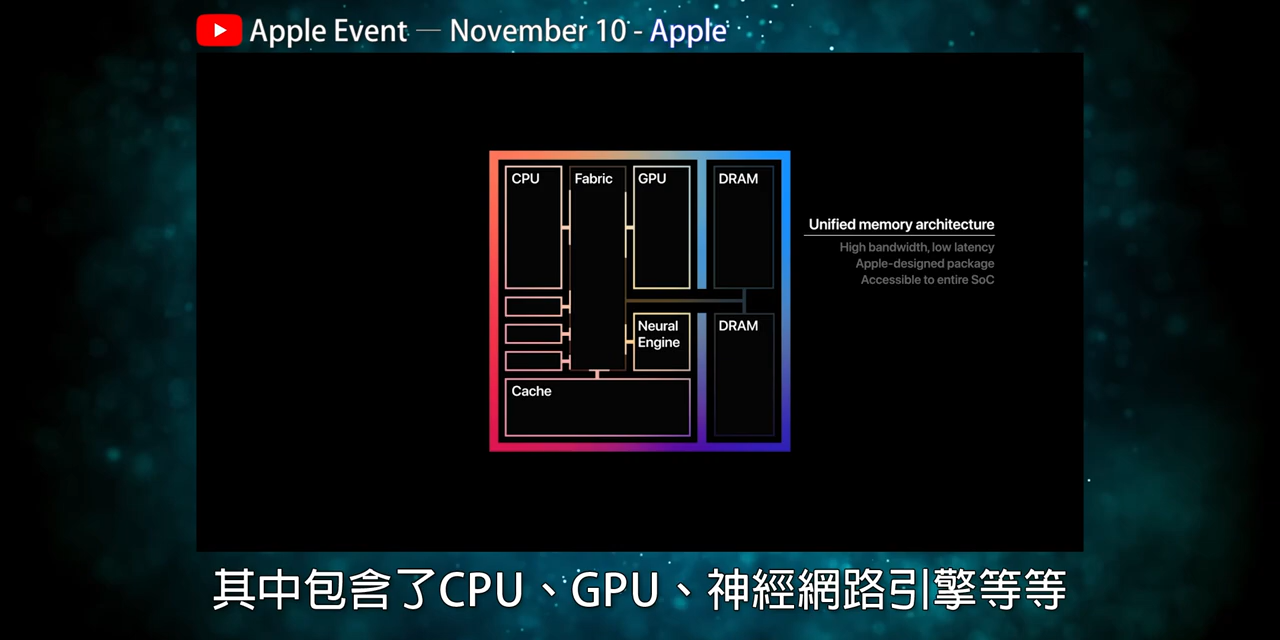 Apple Event — November 10 - Apple
CPU
Fabric
GPU
DRAM
Unified memory architecture
High bandwidth, low latency
Apple-designed package
Accessible to entire SoC
Neural
Engine
DRAM
Cache
其中包含了CPU、GPU、神經網路引擎等等